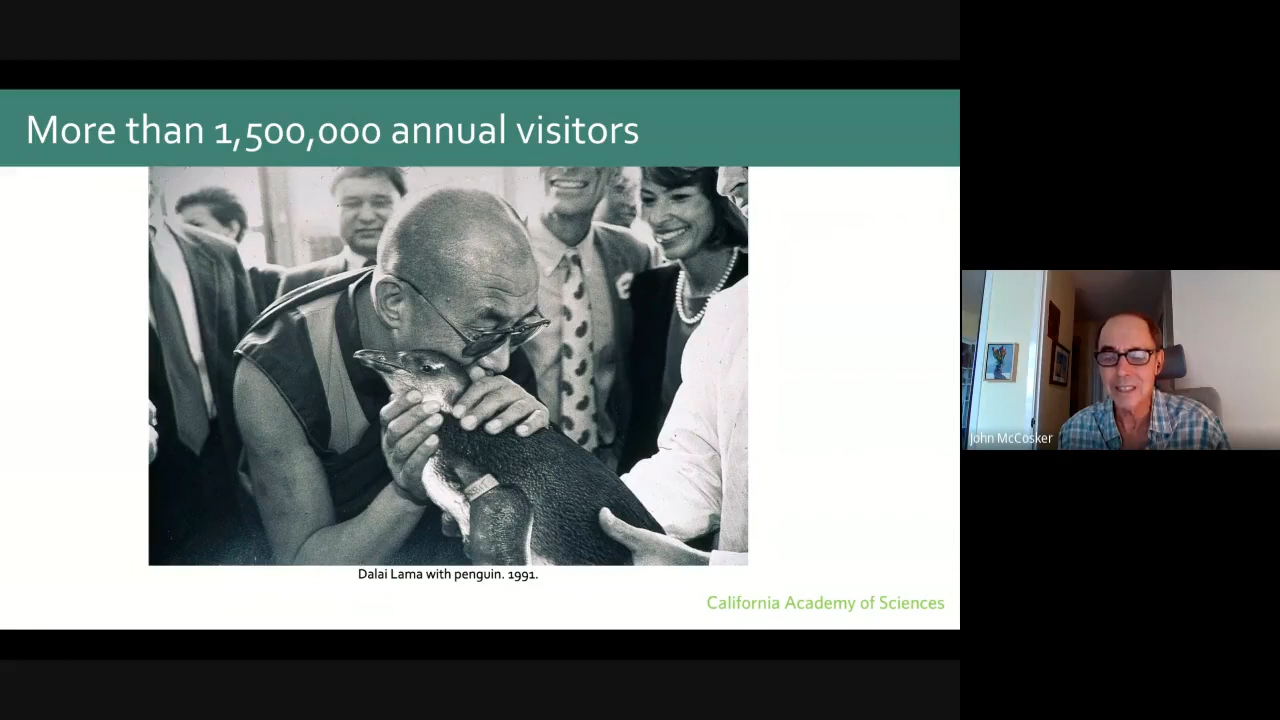 More than 1,500,000 annual visitors
Dalai Lama with penguin. 1991.
California Academy of Sciences
John McCosker